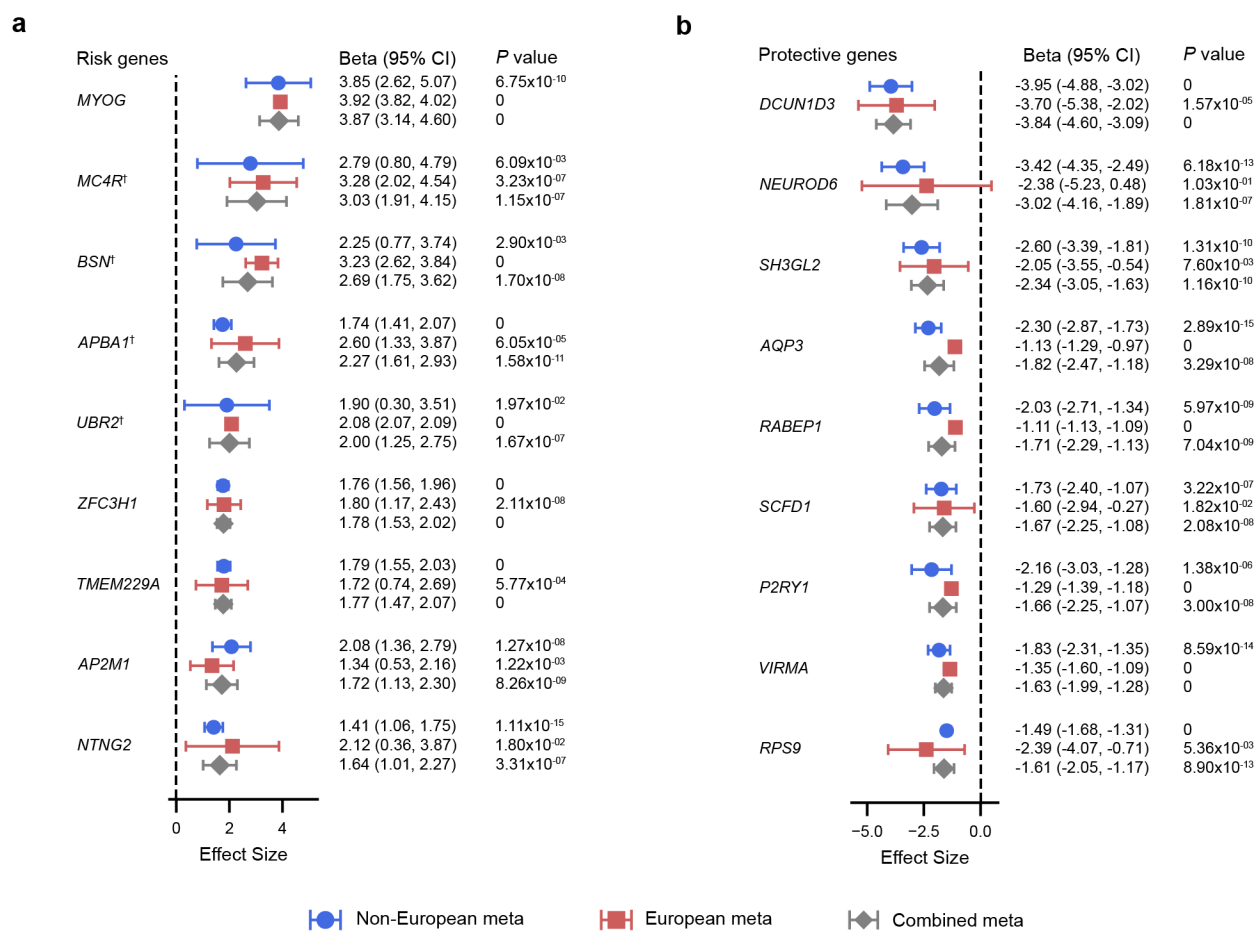 a
Risk genes Beta (95% CI) P value
3.85 (2.62, 5.07) 6.75x10⁻¹⁰
MYOG 3.92 (3.82, 4.02) 0
3.87 (3.14, 4.60) 0
2.79 (0.80, 4.79) 6.09x10⁻⁰³
MC4R† 3.28 (2.02, 4.54) 3.23x10⁻⁰⁷
3.03 (1.91, 4.15) 1.15x10⁻⁰⁷
2.25 (0.77, 3.74) 2.90x10⁻⁰³
BSN† 3.23 (2.62, 3.84) 0
2.69 (1.75, 3.62) 1.70x10⁻⁰⁸
1.74 (1.41, 2.07) 0
APBA1† 2.60 (1.33, 3.87) 6.05x10⁻⁰⁵
2.27 (1.61, 2.93) 1.58x10⁻¹¹
1.90 (0.30, 3.51) 1.97x10⁻⁰²
UBR2† 2.08 (2.07, 2.09) 0
2.00 (1.25, 2.75) 1.67x10⁻⁰⁷
1.76 (1.56, 1.96) 0
ZFC3H1 1.80 (1.17, 2.43) 2.11x10⁻⁰⁸
1.78 (1.53, 2.02) 0
1.79 (1.55, 2.03) 0
TMEM229A 1.72 (0.74, 2.69) 5.77x10⁻⁰⁴
1.77 (1.47, 2.07) 0
2.08 (1.36, 2.79) 1.27x10⁻⁰⁸
AP2M1 1.34 (0.53, 2.16) 1.22x10⁻⁰³
1.72 (1.13, 2.30) 8.26x10⁻⁰⁹
1.41 (1.06, 1.75) 1.11x10⁻¹⁵
NTNG2 2.12 (0.36, 3.87) 1.80x10⁻⁰²
1.64 (1.01, 2.27) 3.31x10⁻⁰⁷
0 2 4
Effect Size
b
Protective genes Beta (95% CI) P value
-3.95 (-4.88, -3.02) 0
DCUN1D3 -3.70 (-5.38, -2.02) 1.57x10⁻⁰⁵
-3.84 (-4.60, -3.09) 0
-3.42 (-4.35, -2.49) 6.18x10⁻¹³
NEUROD6 -2.38 (-5.23, 0.48) 1.03x10⁻⁰¹
-3.02 (-4.16, -1.89) 1.81x10⁻⁰⁷
-2.60 (-3.39, -1.81) 1.31x10⁻¹⁰
SH3GL2 -2.05 (-3.55, -0.54) 7.60x10⁻⁰³
-2.34 (-3.05, -1.63) 1.16x10⁻¹⁰
-2.30 (-2.87, -1.73) 2.89x10⁻¹⁵
AQP3 -1.13 (-1.29, -0.97) 0
-1.82 (-2.47, -1.18) 3.29x10⁻⁰⁸
-2.03 (-2.71, -1.34) 5.97x10⁻⁰⁹
RABEP1 -1.11 (-1.13, -1.09) 0
-1.71 (-2.29, -1.13) 7.04x10⁻⁰⁹
-1.73 (-2.40, -1.07) 3.22x10⁻⁰⁷
SCFD1 -1.60 (-2.94, -0.27) 1.82x10⁻⁰²
-1.67 (-2.25, -1.08) 2.08x10⁻⁰⁸
-2.16 (-3.03, -1.28) 1.38x10⁻⁰⁶
P2RY1 -1.29 (-1.39, -1.18) 0
-1.66 (-2.25, -1.07) 3.00x10⁻⁰⁸
-1.83 (-2.31, -1.35) 8.59x10⁻¹⁴
VIRMA -1.35 (-1.60, -1.09) 0
-1.63 (-1.99, -1.28) 0
-1.49 (-1.68, -1.31) 0
RPS9 -2.39 (-4.07, -0.71) 5.36x10⁻⁰³
-1.61 (-2.05, -1.17) 8.90x10⁻¹³
−5.0 −2.5 0.0
Effect Size
Non-European meta European meta Combined meta